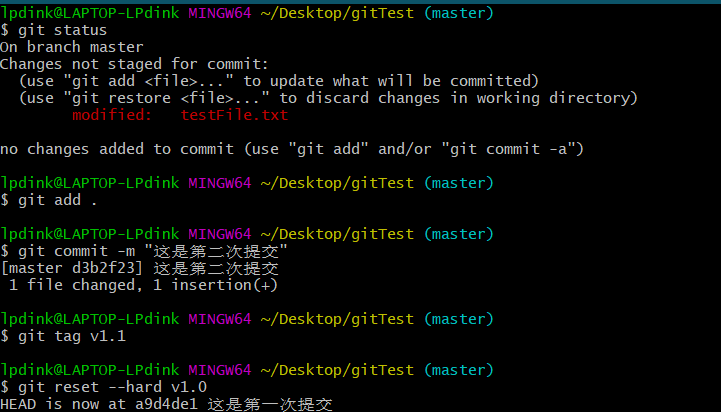 lpdink@LAPTOP-LPdink MINGW64 ~/Desktop/gitTest (master)
$ git status
On branch master
Changes not staged for commit:
  (use "git add <file>..." to update what will be committed)
  (use "git restore <file>..." to discard changes in working directory)
        modified:   testFile.txt

no changes added to commit (use "git add" and/or "git commit -a")

lpdink@LAPTOP-LPdink MINGW64 ~/Desktop/gitTest (master)
$ git add .

lpdink@LAPTOP-LPdink MINGW64 ~/Desktop/gitTest (master)
$ git commit -m "这是第二次提交"
[master d3b2f23] 这是第二次提交
 1 file changed, 1 insertion(+)

lpdink@LAPTOP-LPdink MINGW64 ~/Desktop/gitTest (master)
$ git tag v1.1

lpdink@LAPTOP-LPdink MINGW64 ~/Desktop/gitTest (master)
$ git reset --hard v1.0
HEAD is now at a9d4de1 这是第一次提交